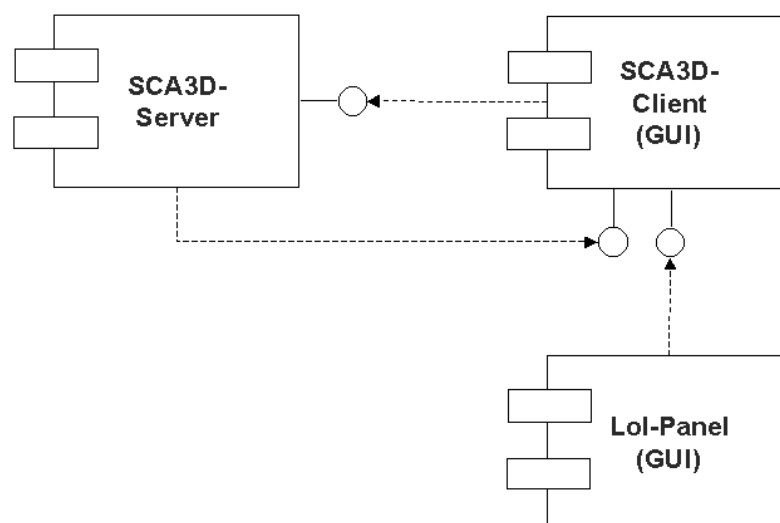 SCA3D-
Server
SCA3D-
Client
(GUI)
LoI-Panel
(GUI)